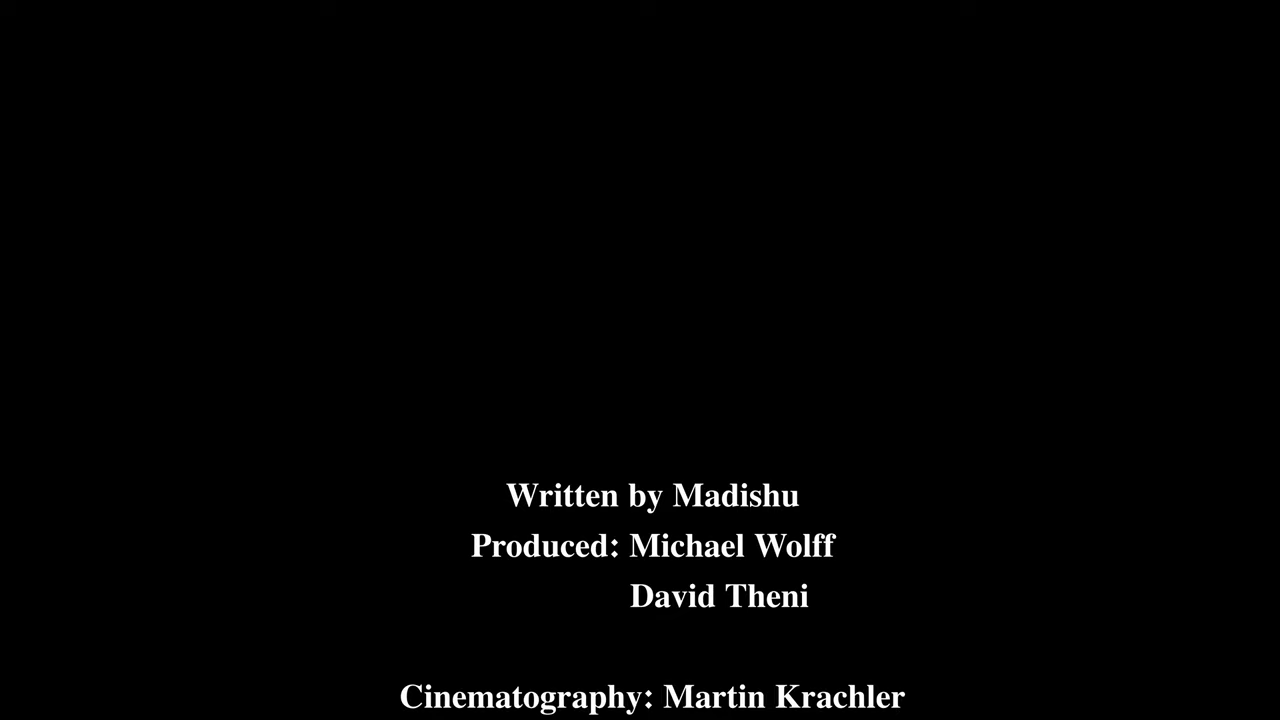 Written by Madishu
Produced: Michael Wolff
David Theni
Cinematography: Martin Krachler